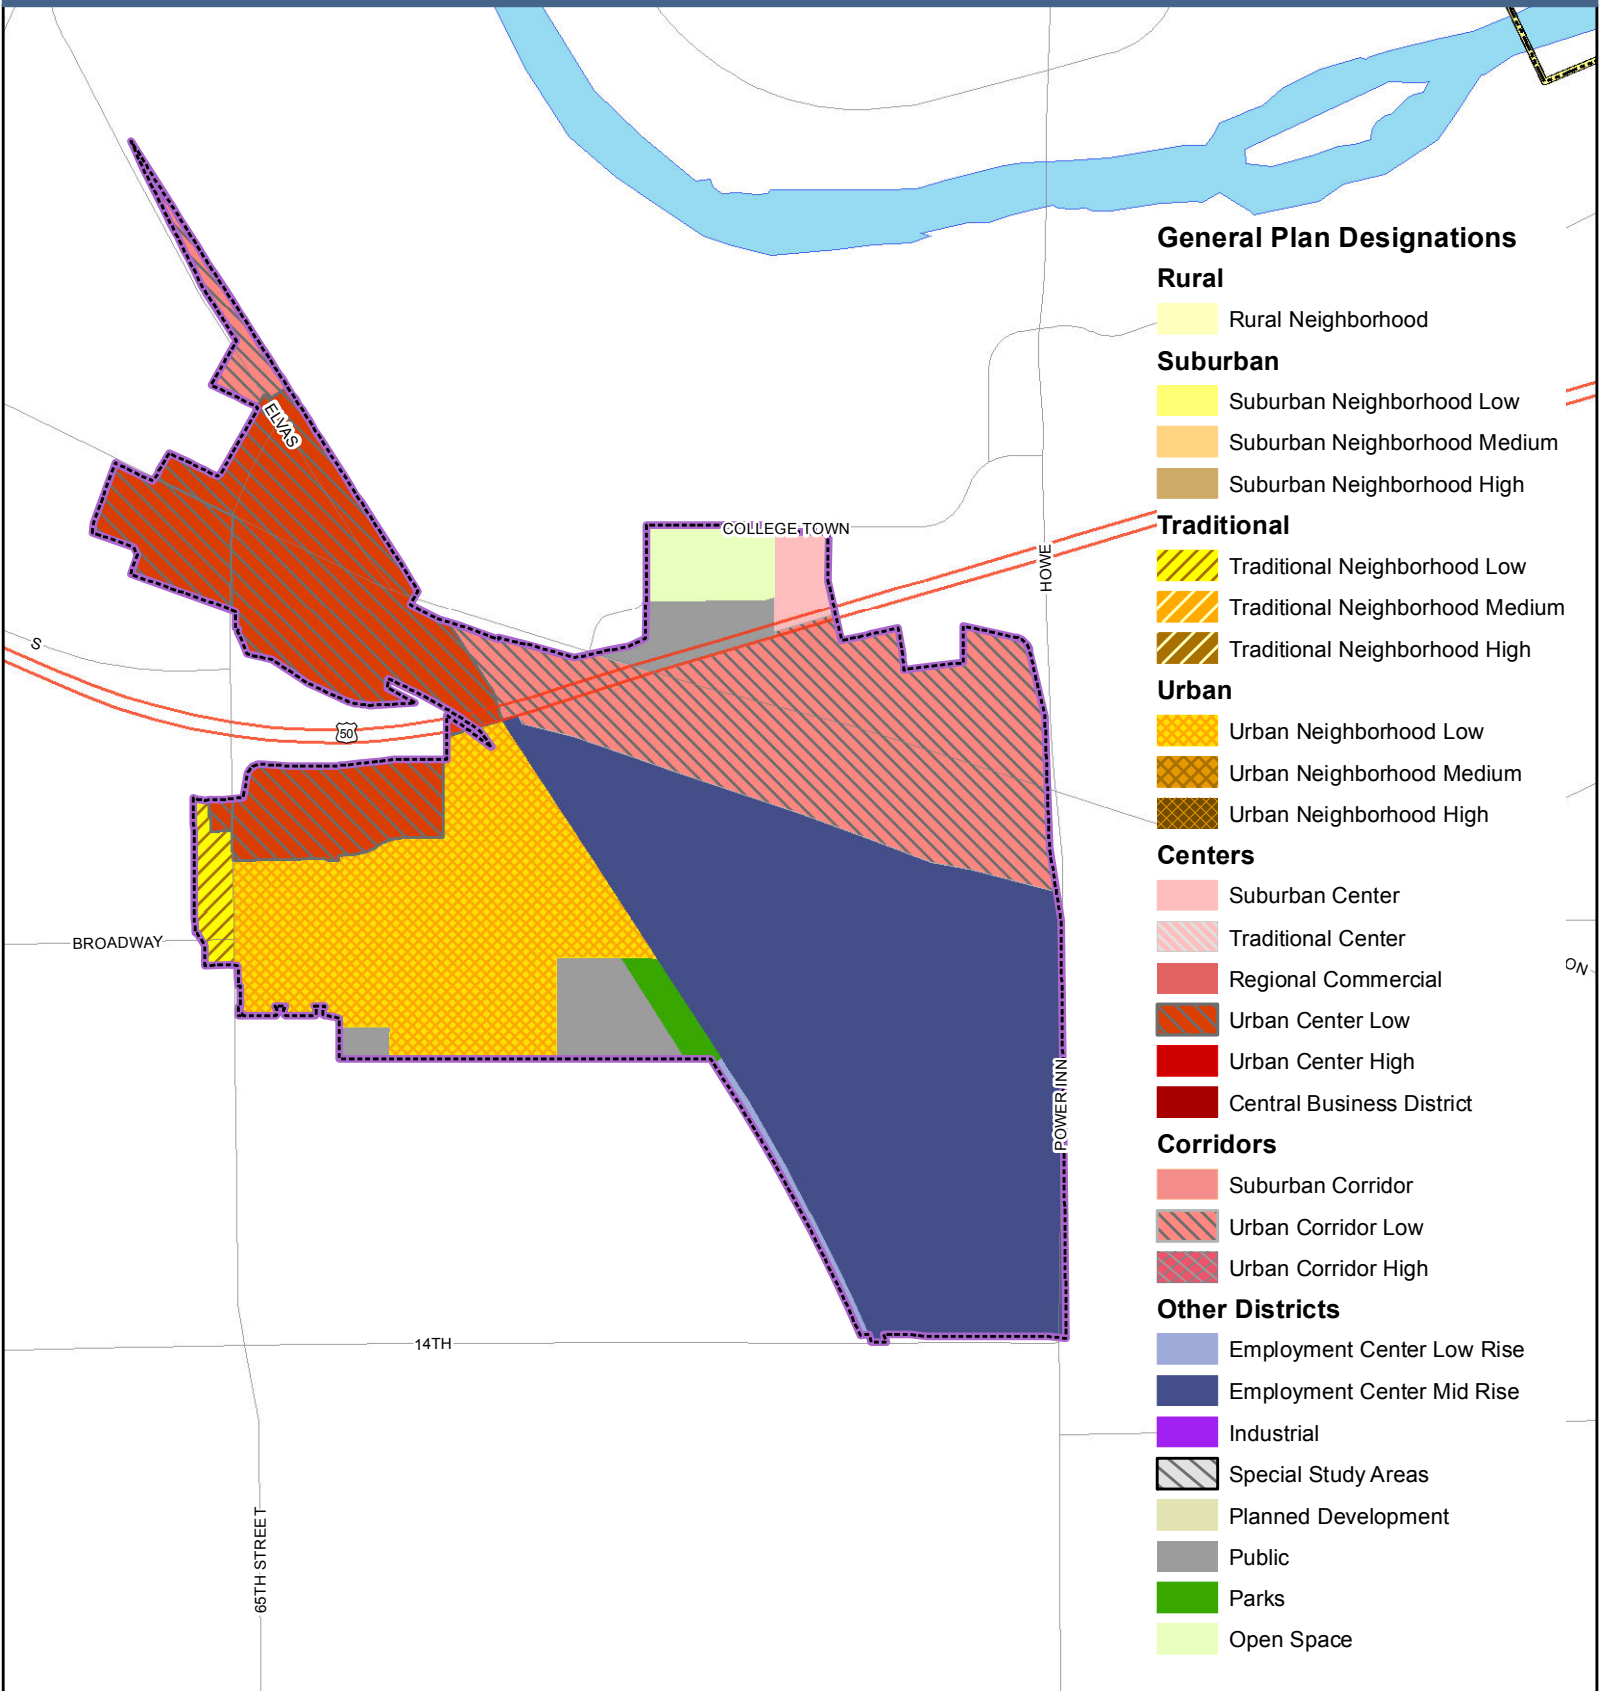 General Plan Designations
Rural
Rural Neighborhood
Suburban
Suburban Neighborhood Low
Suburban Neighborhood Medium
Suburban Neighborhood High
Traditional
Traditional Neighborhood Low
Traditional Neighborhood Medium
Traditional Neighborhood High
Urban
Urban Neighborhood Low
Urban Neighborhood Medium
Urban Neighborhood High
Centers
Suburban Center
Traditional Center
Regional Commercial
Urban Center Low
Urban Center High
Central Business District
Corridors
Suburban Corridor
Urban Corridor Low
Urban Corridor High
Other Districts
Employment Center Low Rise
Employment Center Mid Rise
Industrial
Special Study Areas
Planned Development
Public
Parks
Open Space
ELVAS
COLLEGE TOWN
HOWE
S
50
BROADWAY
ON
POWER INN
14TH
65TH STREET